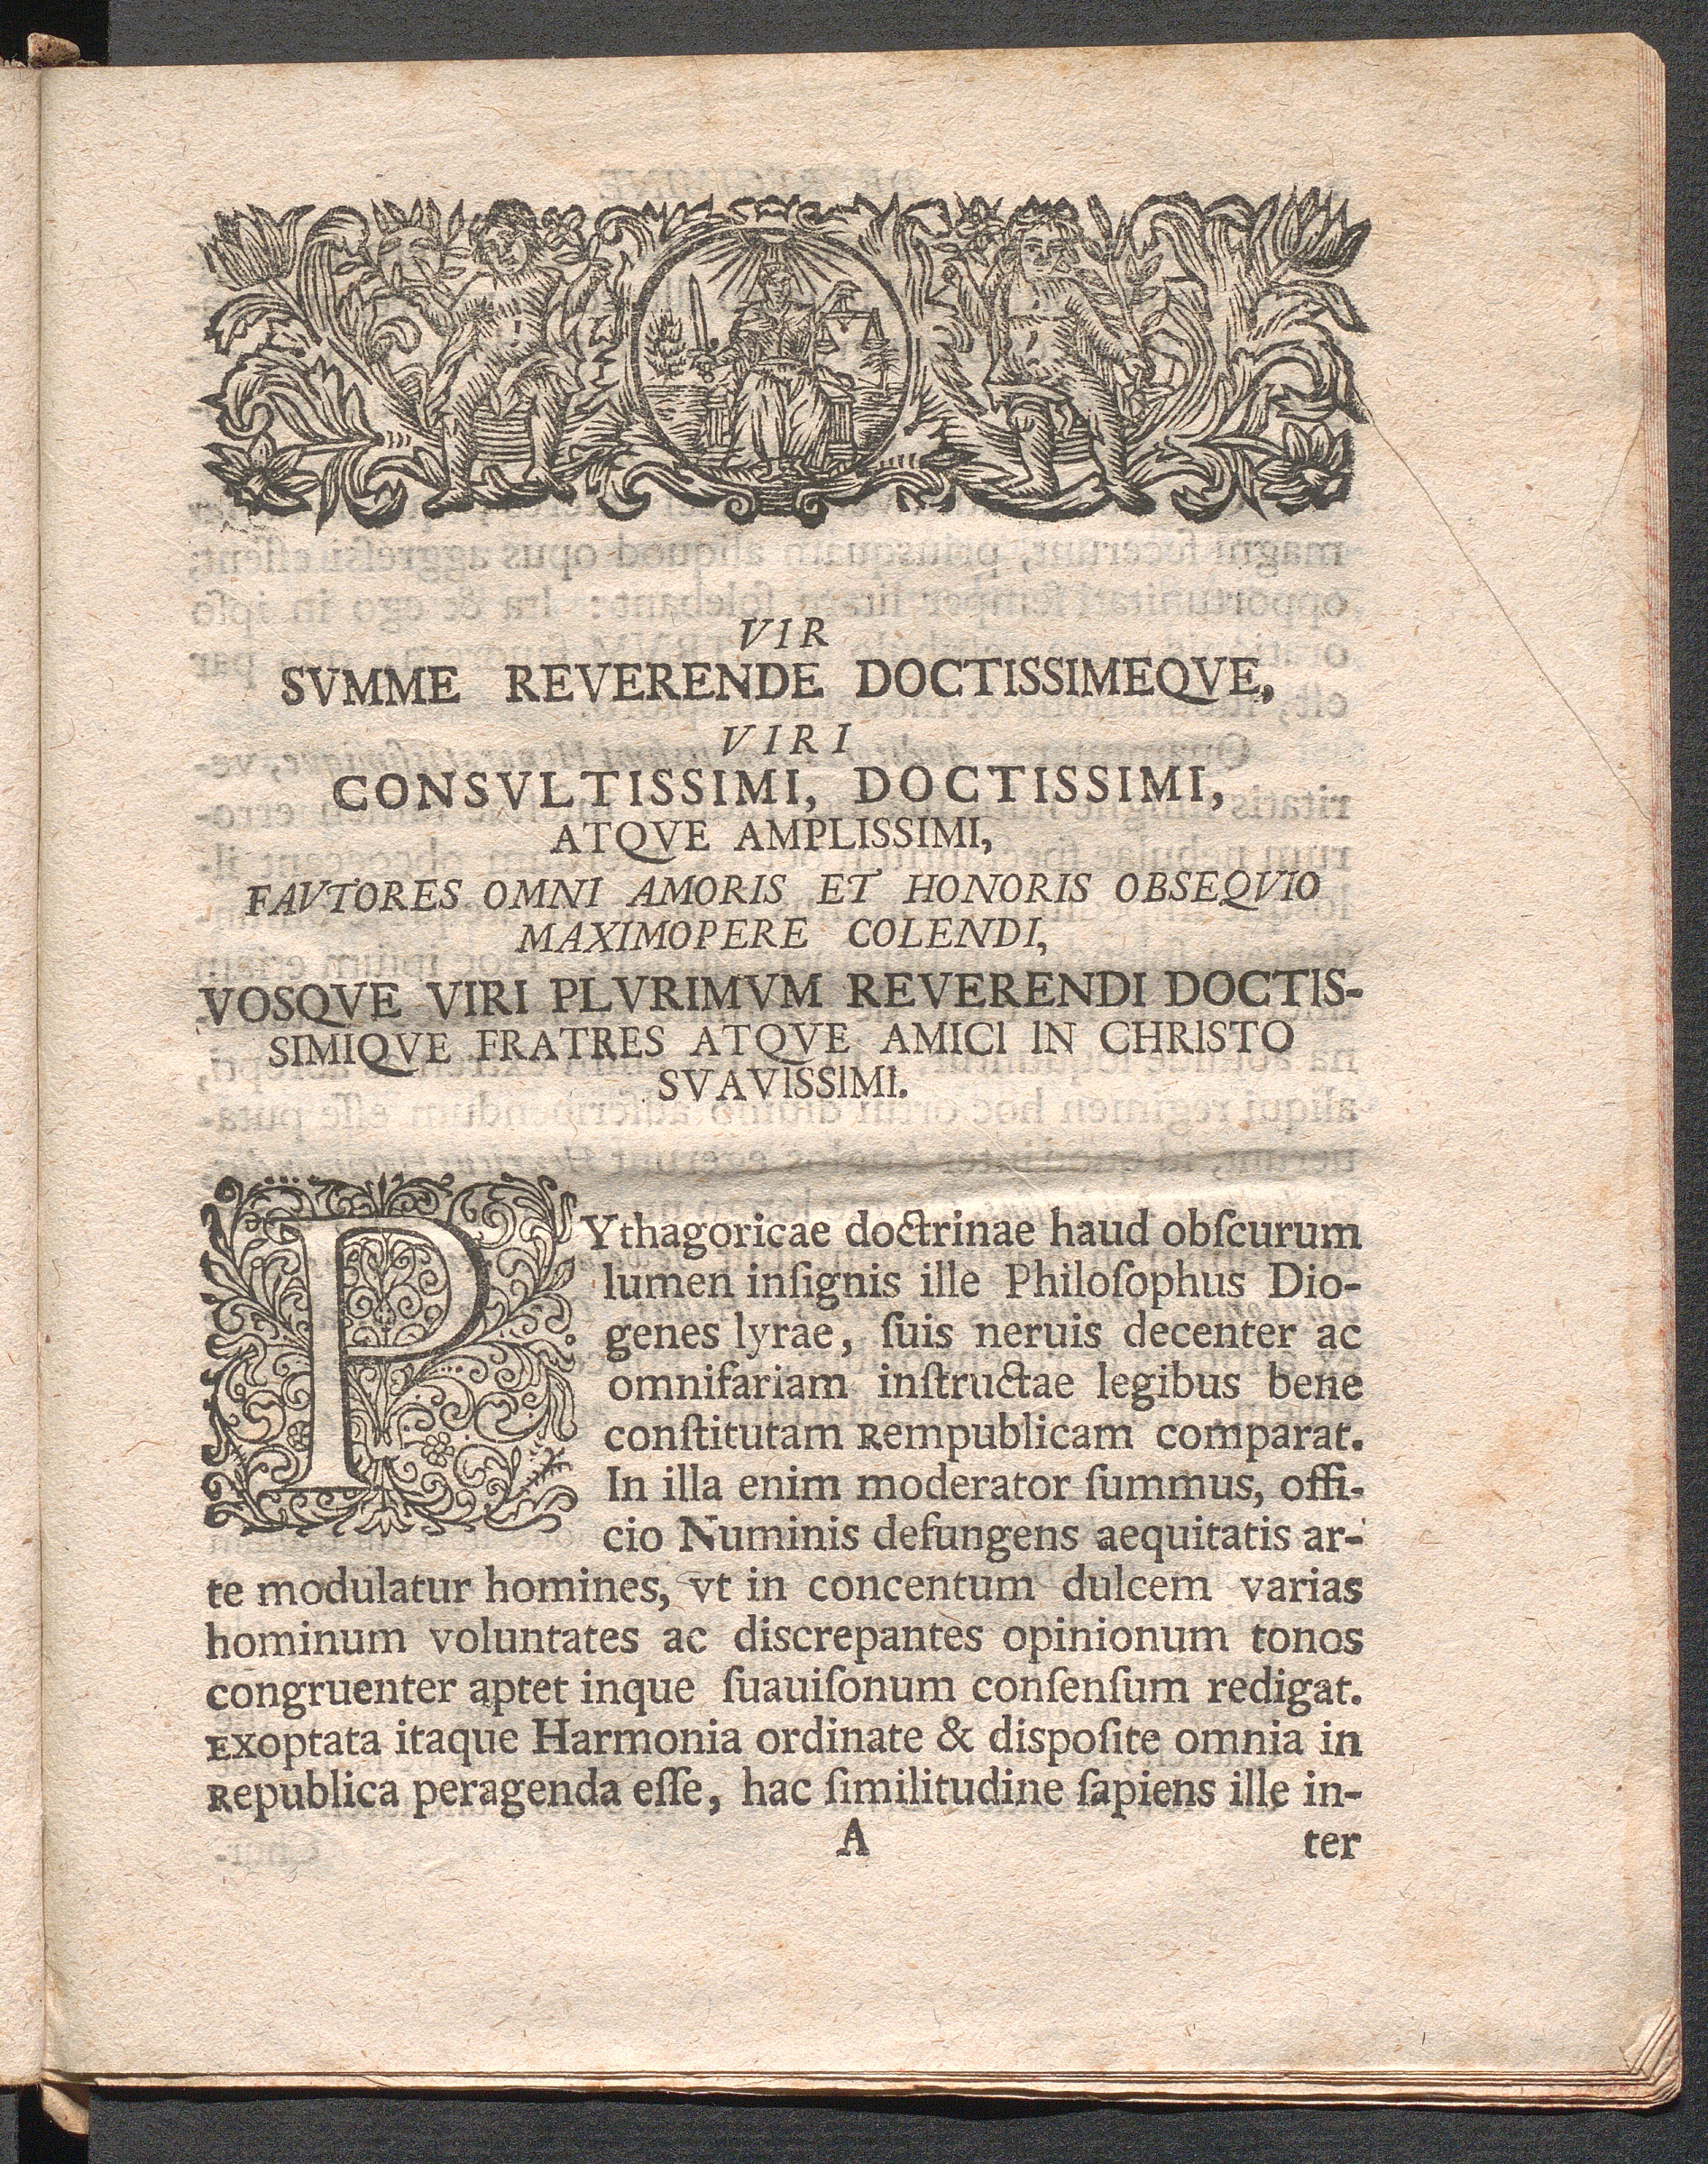 VIR
SVMME REVERENDE DOCTISSIMEQVE,
VIRI
CONSVLTISSIMI, DOCTISSIMI,
ATQVE AMPLISSIMI,
FAVTORES OMNI AMORIS ET HONORIS OBSEQVIO
MAXIMOPERE COLENDI,
VOSQVE VIRI PLVRIMVM REVERENDI DOCTIS-
SIMIQVE FRATRES ATQVE AMICI IN CHRISTO
SVAVISSIMI.
PYthagoricae doctrinae haud obſcurum
lumen inſignis ille Philoſophus Dio-
genes lyrae, ſuis neruis decenter ac
omnifariam inſtructae legibus bene
conſtitutam Rempublicam comparat.
In illa enim moderator ſummus, offi-
cio Numinis defungens aequitatis ar-
te modulatur homines, vt in concentum dulcem varias
hominum voluntates ac discrepantes opinionum tonos
congruenter aptet inque ſuauiſonum conſenſum redigat.
Exoptata itaque Harmonia ordinate & diſpoſite omnia in
Republica peragenda eſſe, hac ſimilitudine ſapiens ille in-
A ter